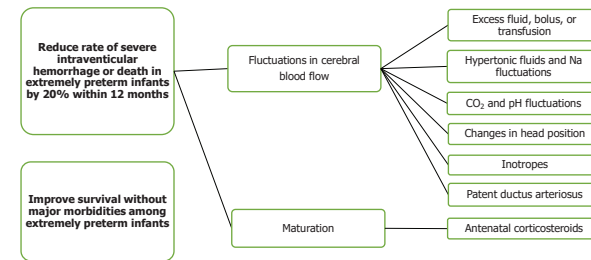 Reduce rate of severe
intraventicular
hemorrhage or death in
extremely preterm infants
by 20% within 12 months
Improve survival without
major morbidities among
extremely preterm infants
Fluctuations in cerebral
blood flow
Maturation
Excess fluid, bolus, or
transfusion
Hypertonic fluids and Na
fluctuations
CO₂ and pH fluctuations
Changes in head position
Inotropes
Patent ductus arteriosus
Antenatal corticosteroids